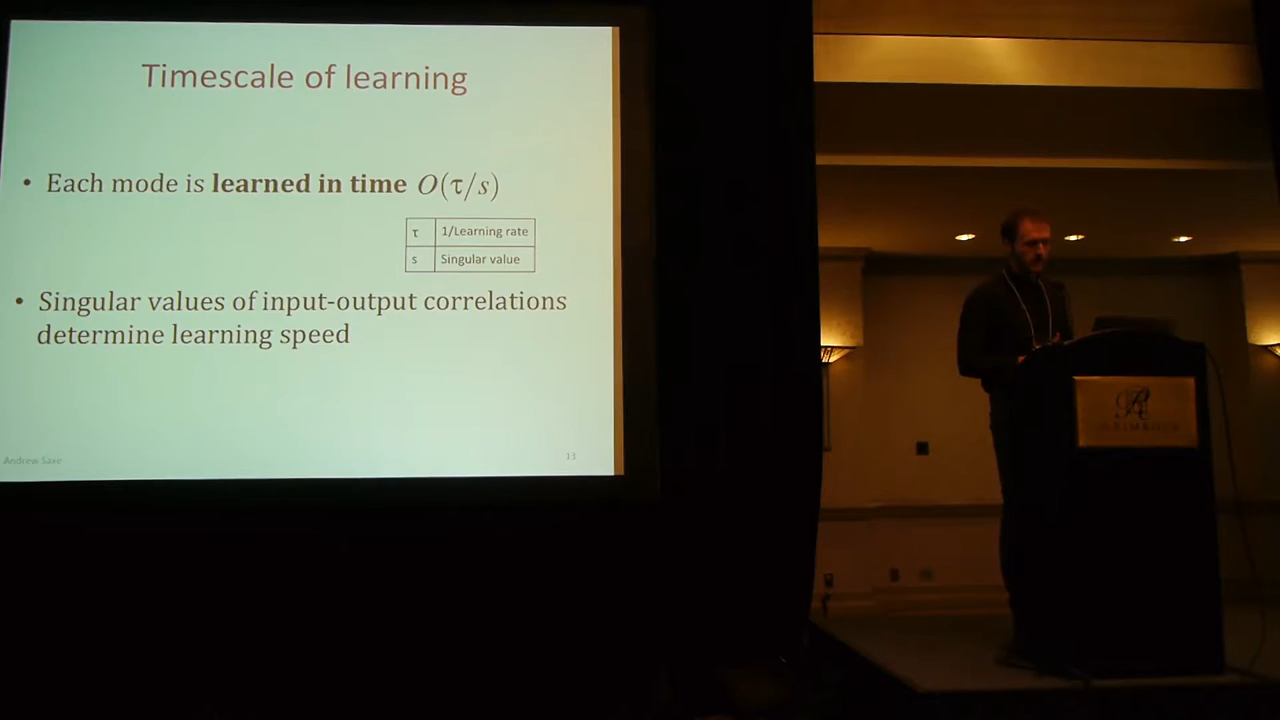 Timescale of learning
• Each mode is learned in time O(τ/s)
τ 1/Learning rate
s Singular value
• Singular values of input-output correlations
determine learning speed
Andrew Saxe 13